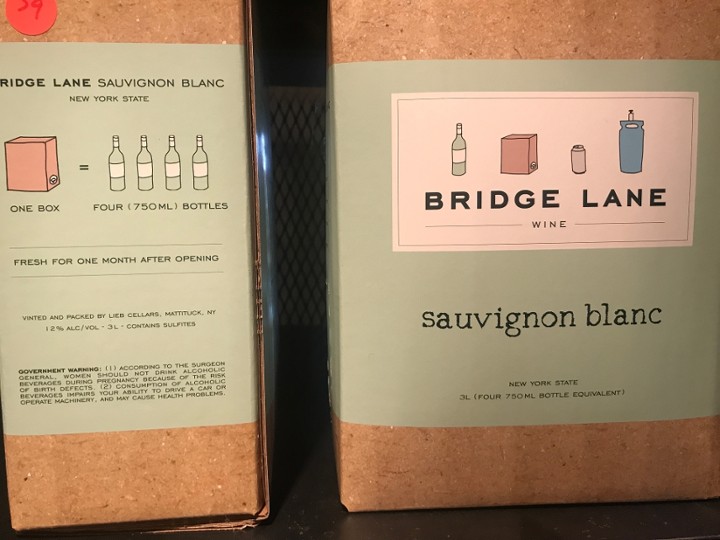 39
RIDGE LANE SAUVIGNON BLANC
NEW YORK STATE
=
ONE BOX
FOUR (750ML) BOTTLES
FRESH FOR ONE MONTH AFTER OPENING
VINTED AND PACKED BY LIEB CELLARS, MATTITUCK, NY
12% ALC/VOL - 3L - CONTAINS SULFITES
GOVERNMENT WARNING: (1) ACCORDING TO THE SURGEON
GENERAL, WOMEN SHOULD NOT DRINK ALCOHOLIC
BEVERAGES DURING PREGNANCY BECAUSE OF THE RISK
OF BIRTH DEFECTS. (2) CONSUMPTION OF ALCOHOLIC
BEVERAGES IMPAIRS YOUR ABILITY TO DRIVE A CAR OR
OPERATE MACHINERY, AND MAY CAUSE HEALTH PROBLEMS.
BRIDGE LANE
WINE
sauvignon blanc
NEW YORK STATE
3L (FOUR 750ML BOTTLE EQUIVALENT)